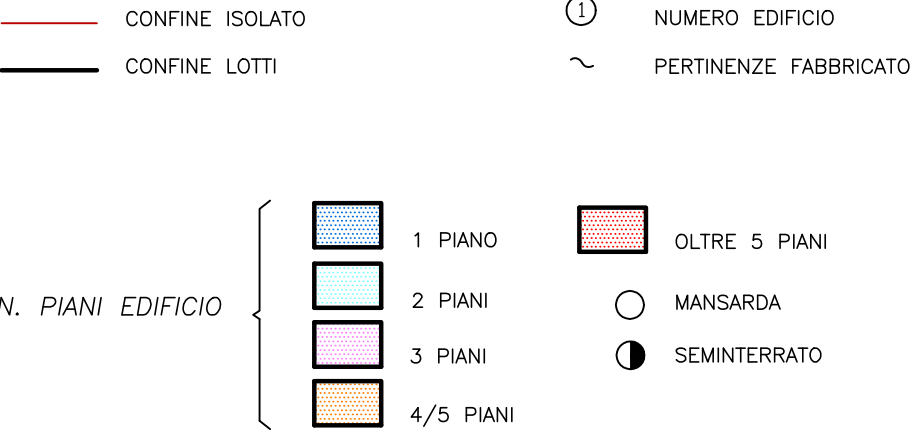 CONFINE ISOLATO
1 NUMERO EDIFICIO
CONFINE LOTTI
~ PERTINENZE FABBRICATO
N. PIANI EDIFICIO
1 PIANO
2 PIANI
3 PIANI
4/5 PIANI
OLTRE 5 PIANI
MANSARDA
SEMINTERRATO